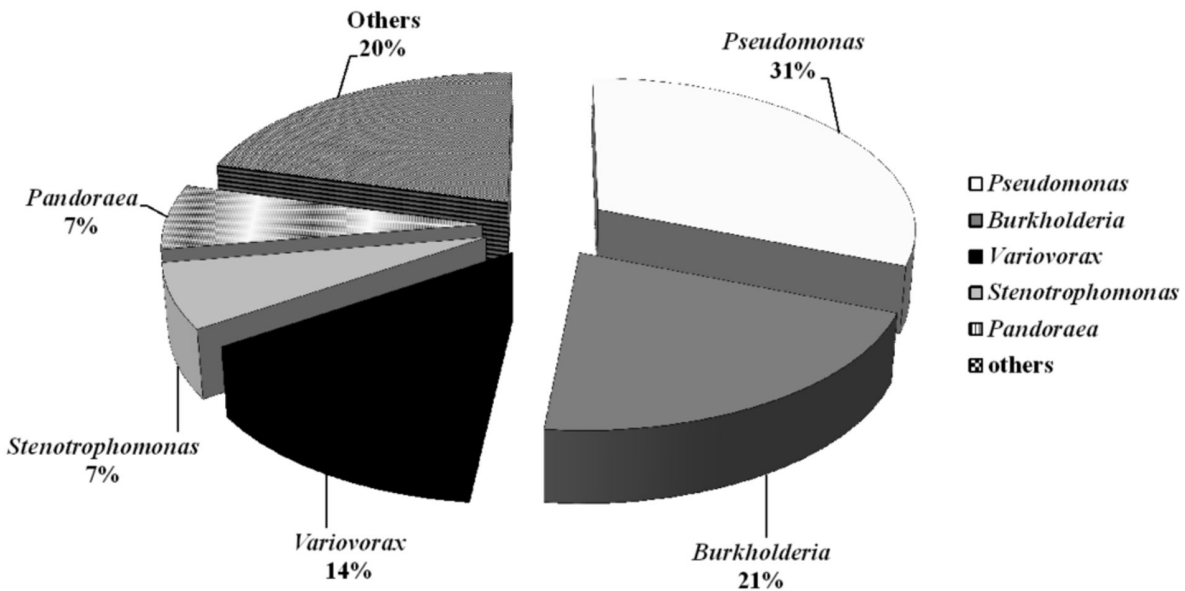 Others
20%
Pseudomonas
31%
Pandoraea
7%
Stenotrophomonas
7%
Variovorax
14%
Burkholderia
21%
Pseudomonas
Burkholderia
Variovorax
Stenotrophomonas
Pandoraea
others